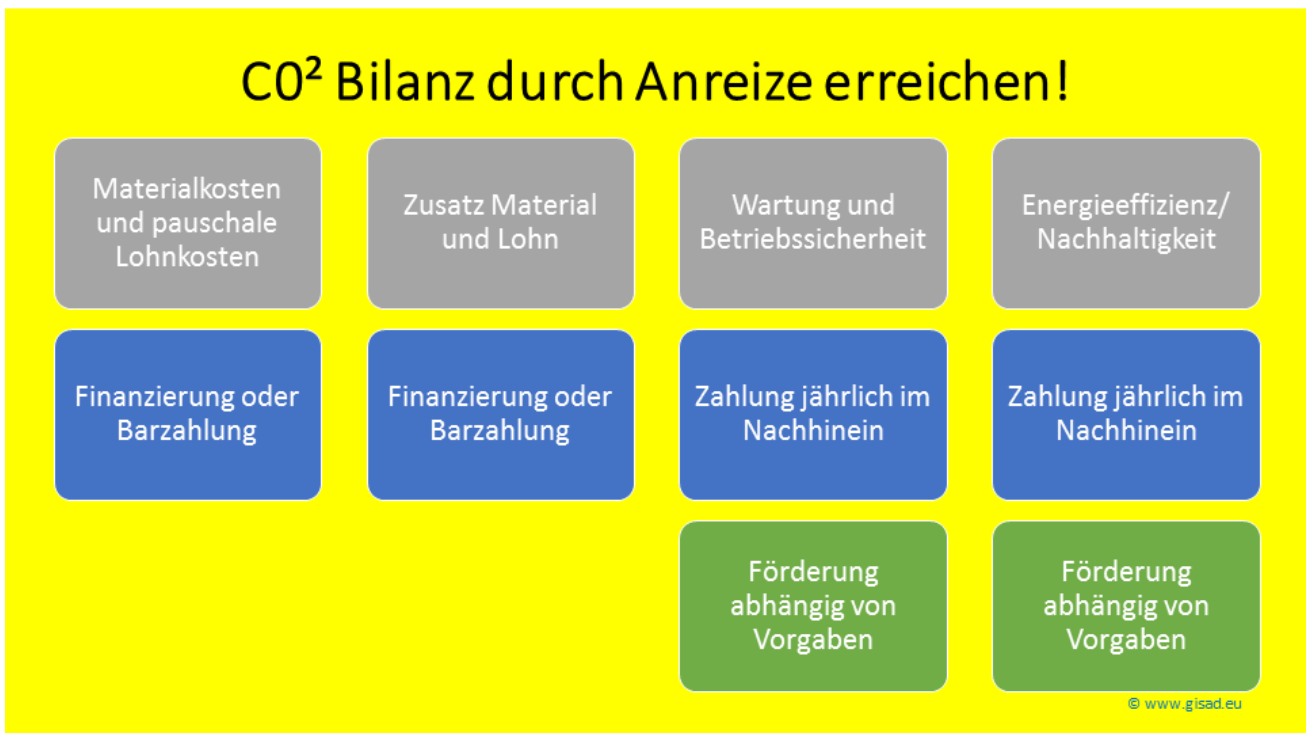 C0² Bilanz durch Anreize erreichen!
Materialkosten
und pauschale
Lohnkosten
Zusatz Material
und Lohn
Wartung und
Betriebssicherheit
Energieeffizienz/
Nachhaltigkeit
Finanzierung oder
Barzahlung
Finanzierung oder
Barzahlung
Zahlung jährlich im
Nachhinein
Zahlung jährlich im
Nachhinein
Förderung
abhängig von
Vorgaben
Förderung
abhängig von
Vorgaben
© www.gisad.eu